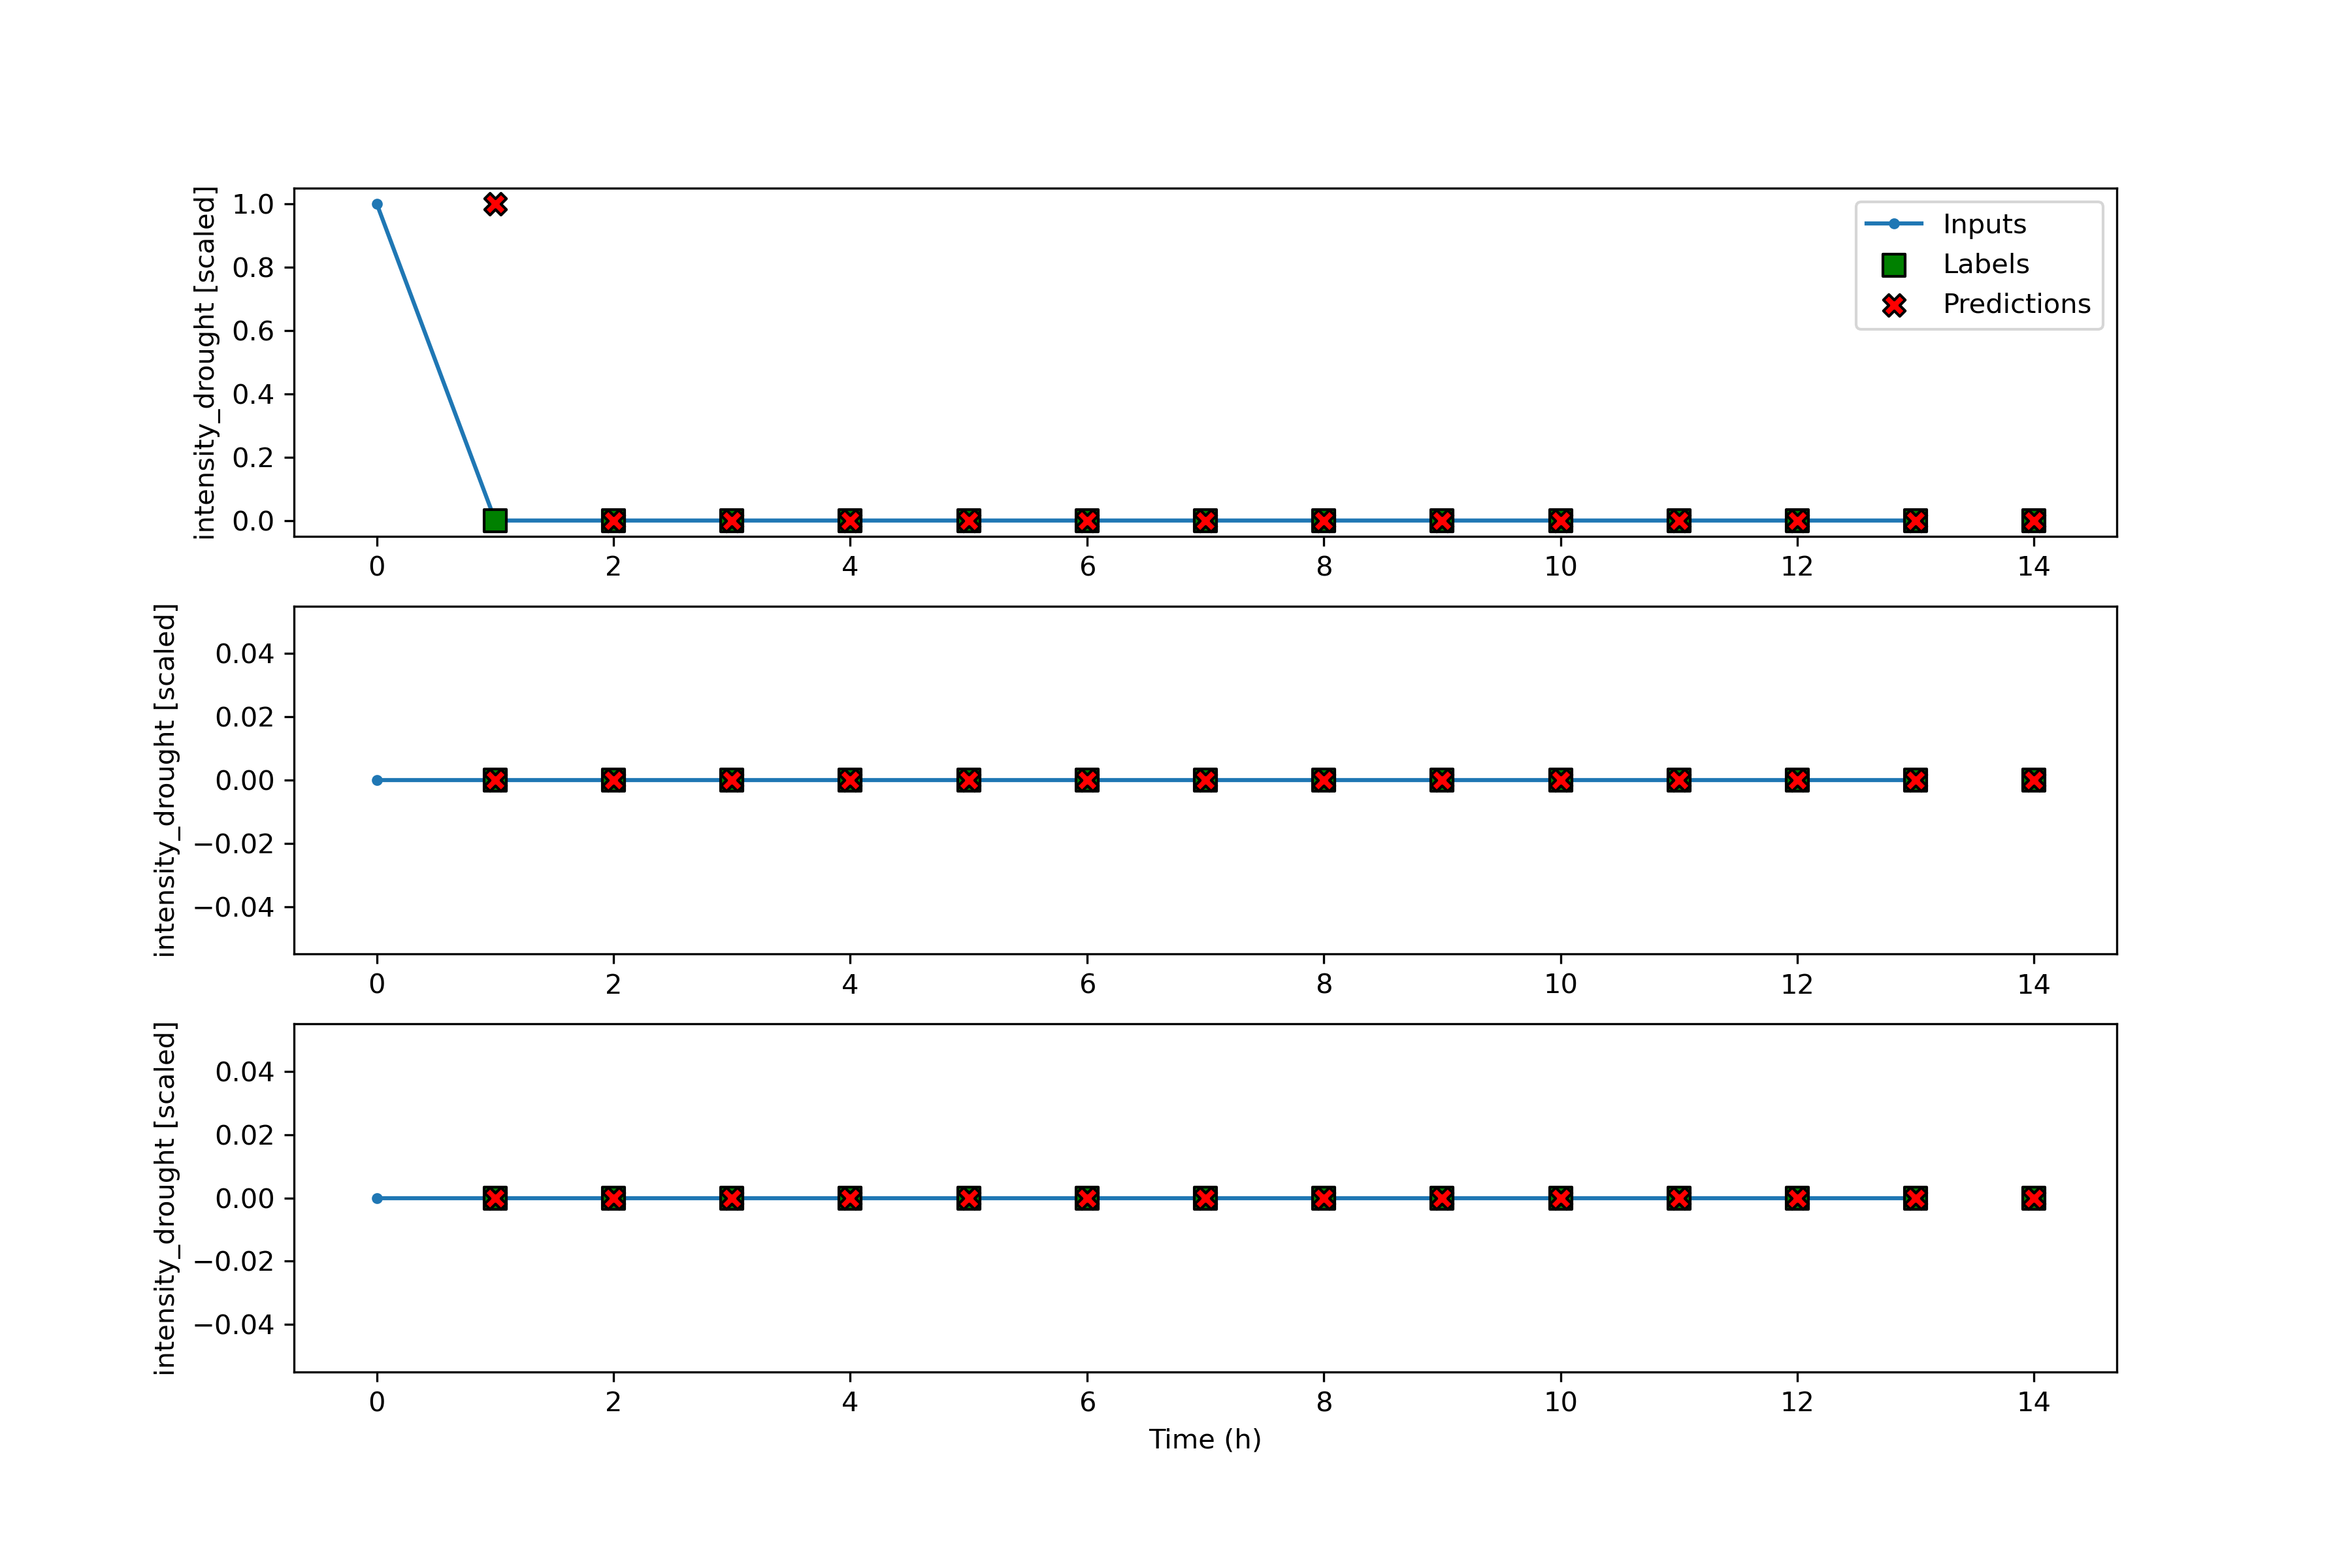 intensity_drought [scaled]
1.0
0.8
0.6
0.4
0.2
0.0
0 2 4 6 8 10 12 14
Inputs
Labels
Predictions
intensity_drought [scaled]
0.04
0.02
0.00
−0.02
−0.04
0 2 4 6 8 10 12 14
intensity_drought [scaled]
0.04
0.02
0.00
−0.02
−0.04
0 2 4 6 8 10 12 14
Time (h)